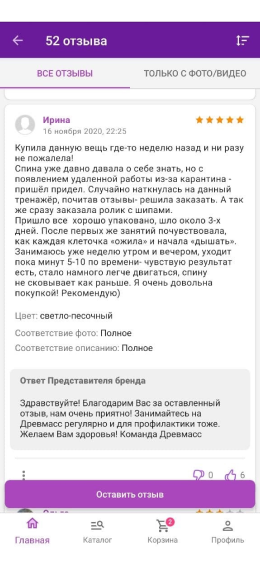 52 отзыва
ВСЕ ОТЗЫВЫ
ТОЛЬКО С ФОТО/ВИДЕО
Ирина
16 ноября 2020, 22:25
Купила данную вещь где-то неделю назад и ни разу
не пожалела!
Спина уже давно давала о себе знать, но с
появлением удаленной работы из-за карантина -
пришёл придел. Случайно наткнулась на данный
тренажёр, почитав отзывы- решила заказать. А так
же сразу заказала ролик с шипами.
Пришло все хорошо упаковано, шло около 3-х
дней. После первых же занятий почувствовала,
как каждая клеточка «ожила» и начала «дышать».
Занимаюсь уже неделю утром и вечером, уходит
пока минут 5-10 по времени- чувствую результат
есть, стало намного легче двигаться, спину
не сковывает как раньше. Я очень довольна
покупкой! Рекомендую)
Цвет: светло-песочный
Соответствие фото: Полное
Соответствие описанию: Полное
Ответ Представителя бренда
Здравствуйте! Благодарим Вас за оставленный
отзыв, нам очень приятно! Занимайтесь на
Древмасс регулярно и для профилактики тоже.
Желаем Вам здоровья! Команда Древмасс
0
6
Оставить отзыв
2
Главная
Каталог
Корзина
Профиль